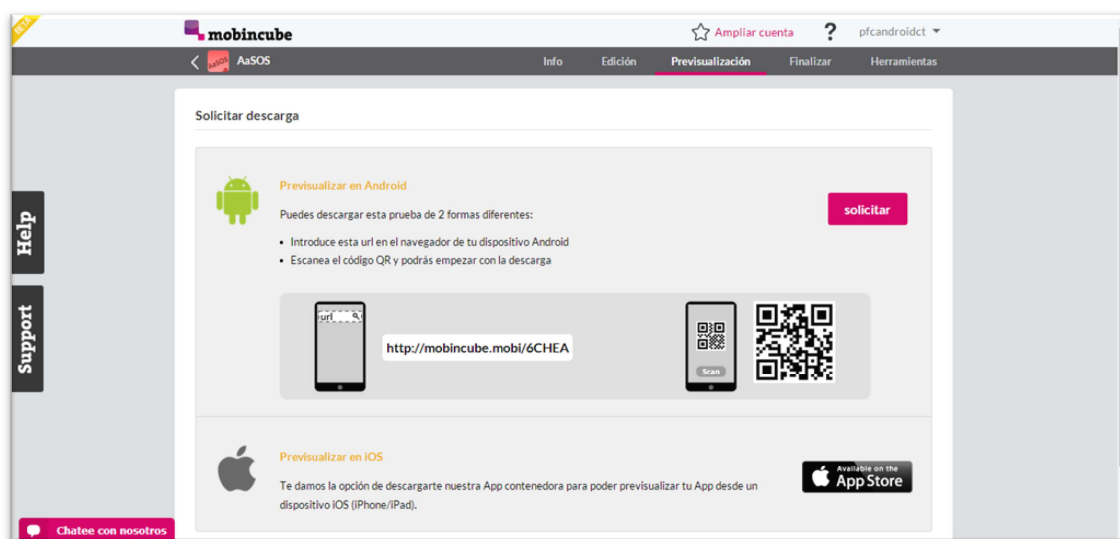 BETA
mobincube
Ampliar cuenta ? pfcandroidct
AaSOS AaSOS Info Edición Previsualización Finalizar Herramientas
Solicitar descarga
Previsualizar en Android
Puedes descargar esta prueba de 2 formas diferentes:
solicitar
• Introduce esta url en el navegador de tu dispositivo Android
• Escanea el código QR y podrás empezar con la descarga
Help
url
http://mobincube.mobi/6CHEA
Scan
Support
Previsualizar en iOS
Te damos la opción de descargarte nuestra App contenedora para poder previsualizar tu App desde un
dispositivo iOS (iPhone/iPad).
Available on the
App Store
Chatee con nosotros